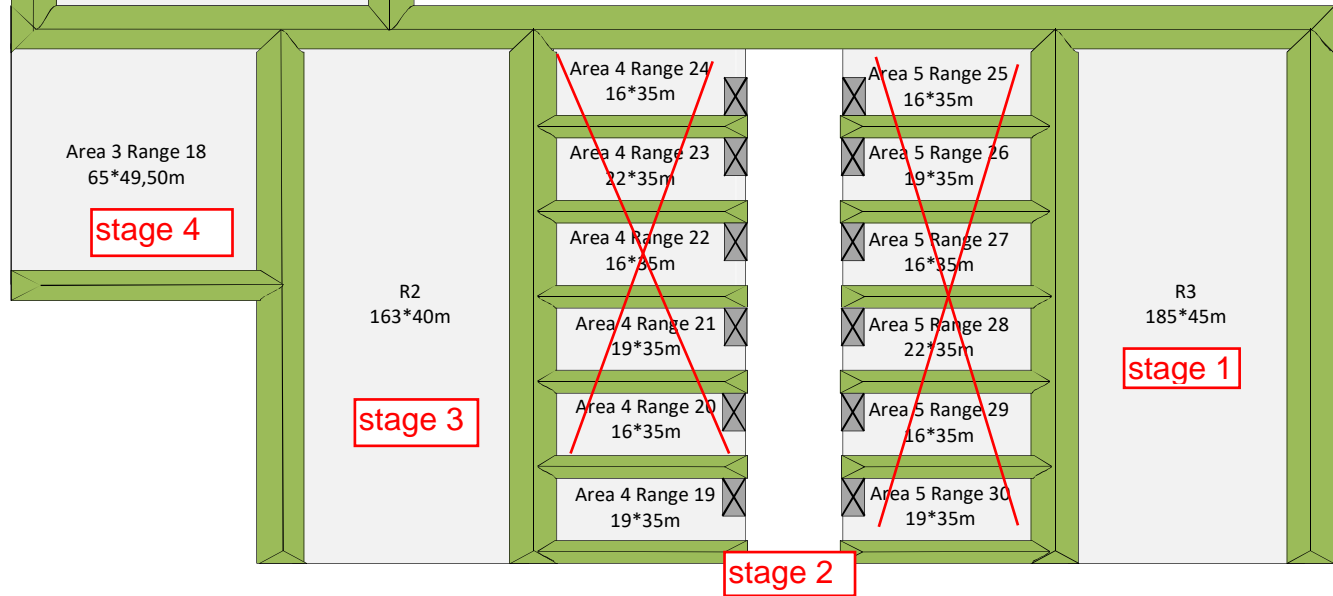 Area 3 Range 18
65*49,50m
stage 4
R2
163*40m
stage 3
Area 4 Range 24
16*35m
Area 4 Range 23
22*35m
Area 4 Range 22
16*35m
Area 4 Range 21
19*35m
Area 4 Range 20
16*35m
Area 4 Range 19
19*35m
stage 2
Area 5 Range 25
16*35m
Area 5 Range 26
19*35m
Area 5 Range 27
16*35m
Area 5 Range 28
22*35m
Area 5 Range 29
16*35m
Area 5 Range 30
19*35m
R3
185*45m
stage 1